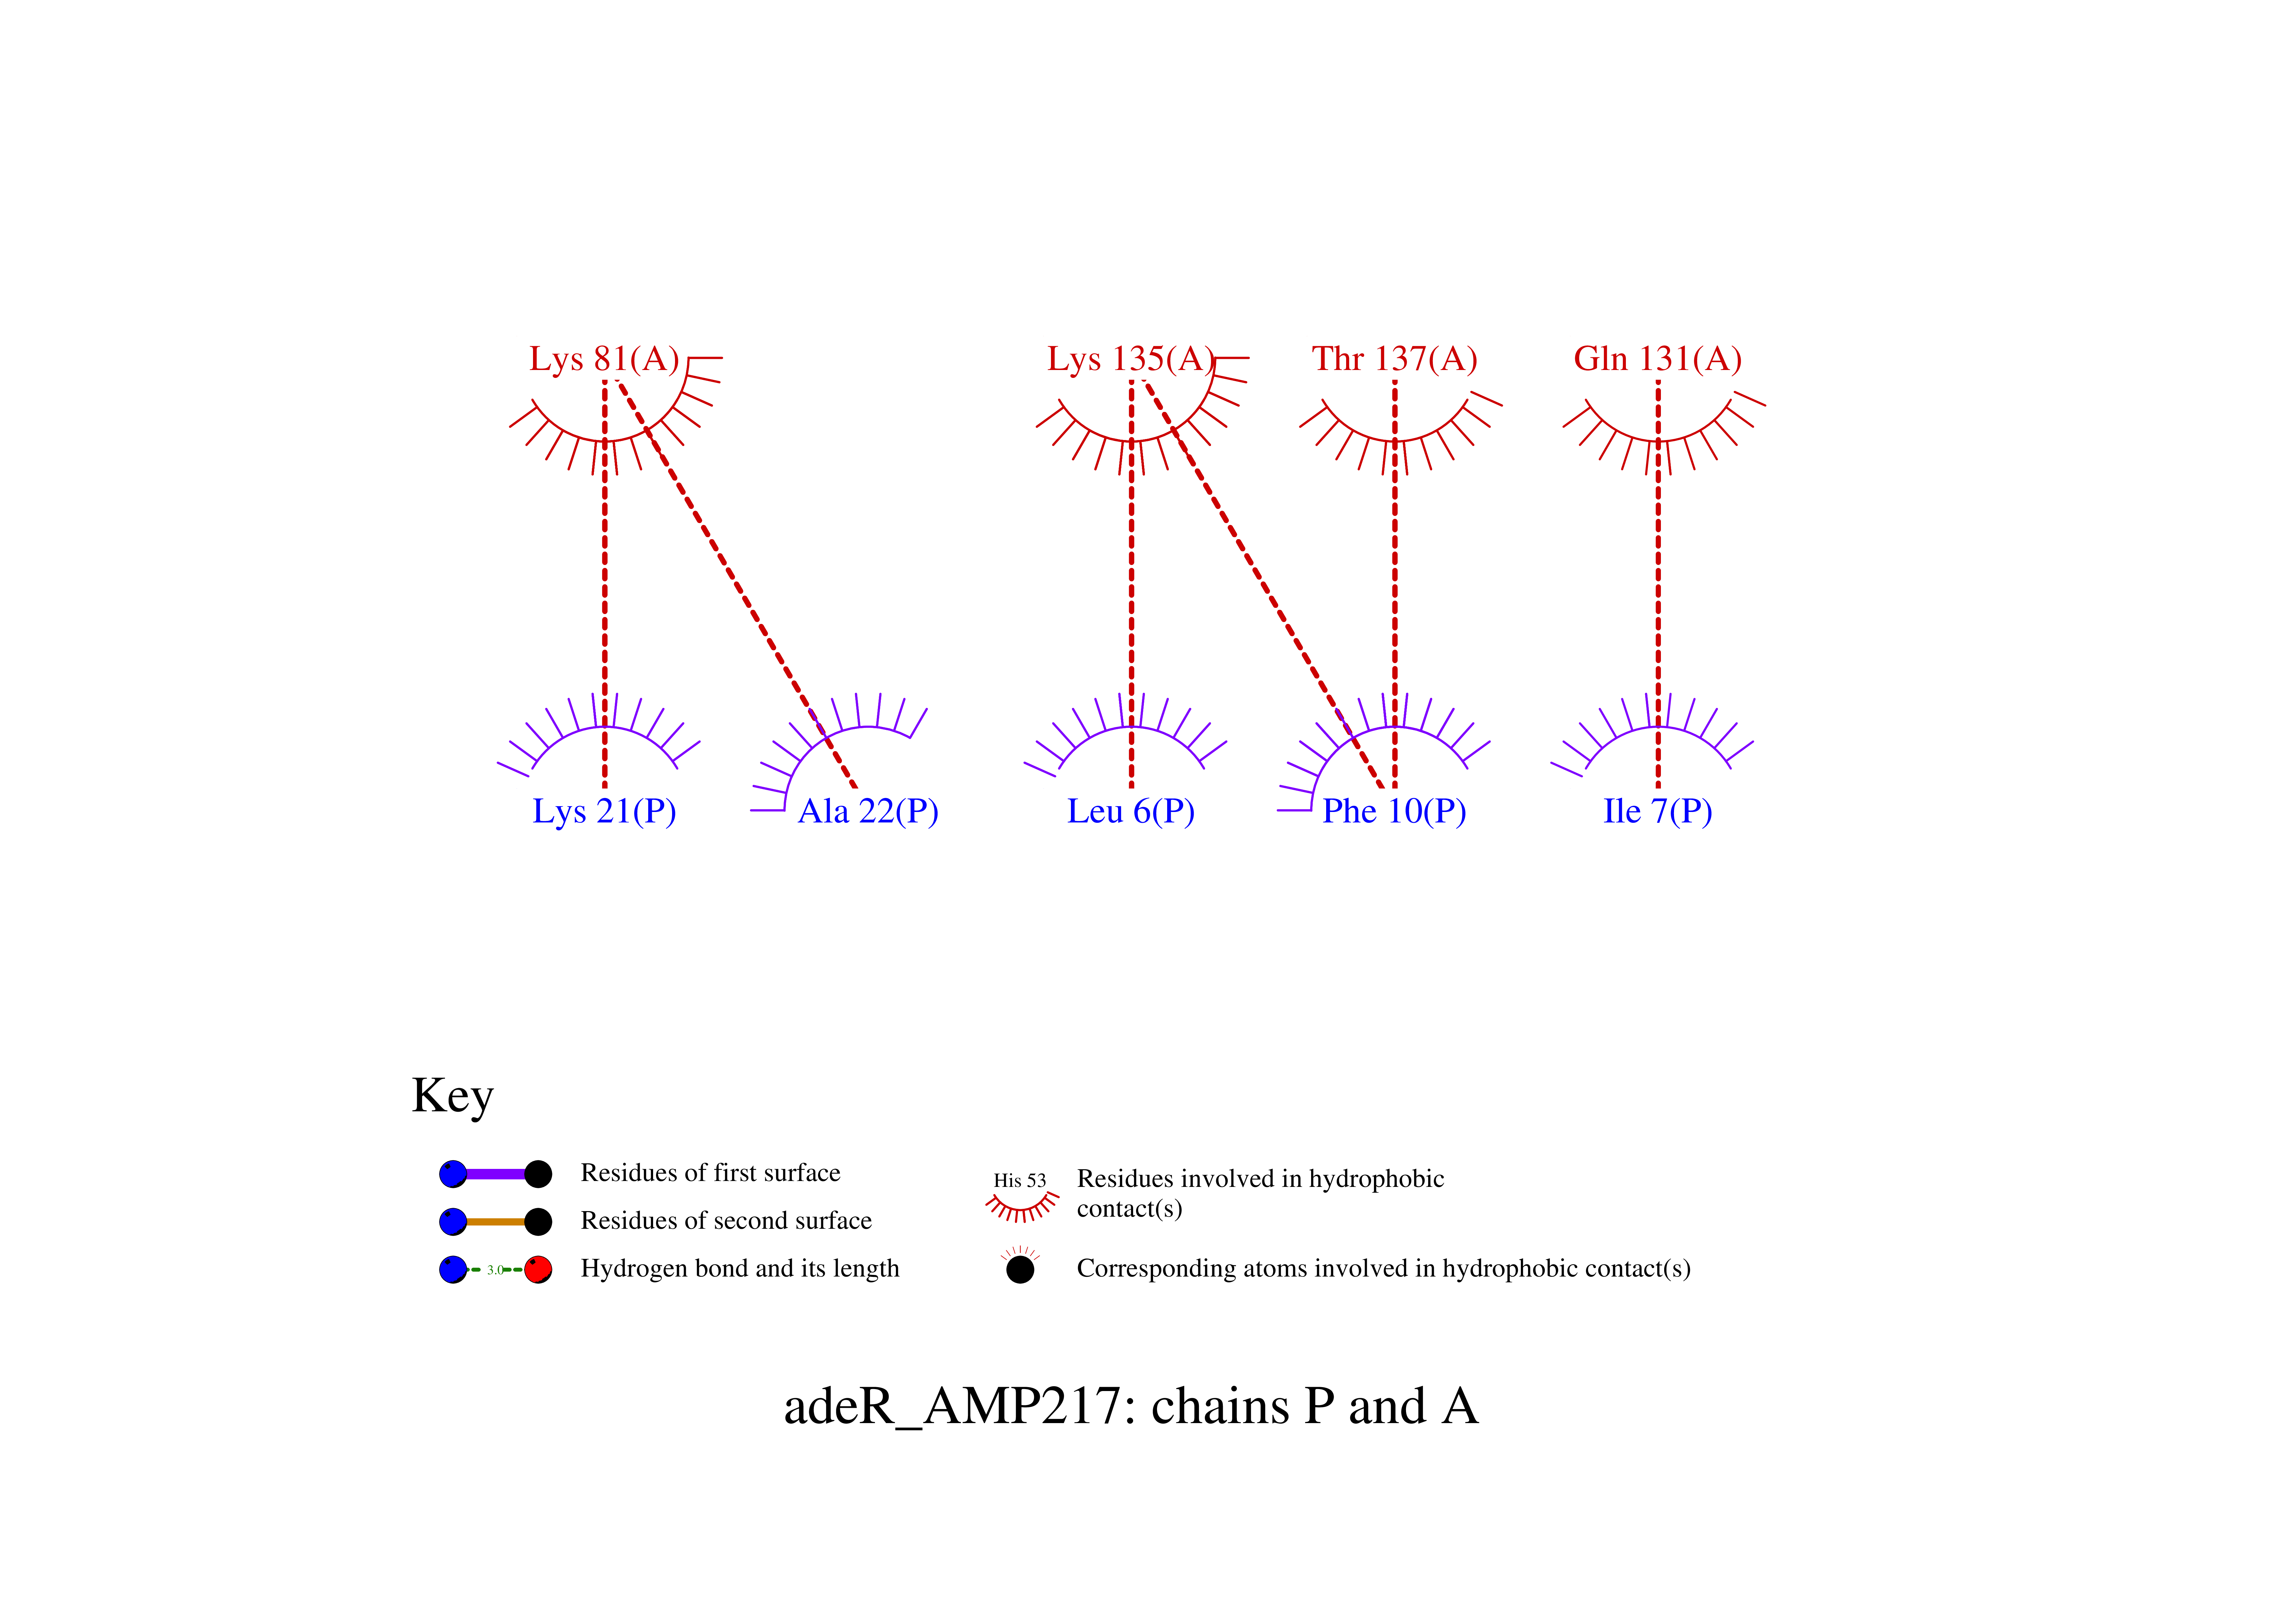 Lys 81(A) Lys 135(A) Thr 137(A) Gln 131(A)
Lys 21(P) Ala 22(P) Leu 6(P) Phe 10(P) Ile 7(P)
Key
Residues of first surface
Residues of second surface
3.0 Hydrogen bond and its length
His 53 Residues involved in hydrophobic
contact(s)
Corresponding atoms involved in hydrophobic contact(s)
adeR_AMP217: chains P and A